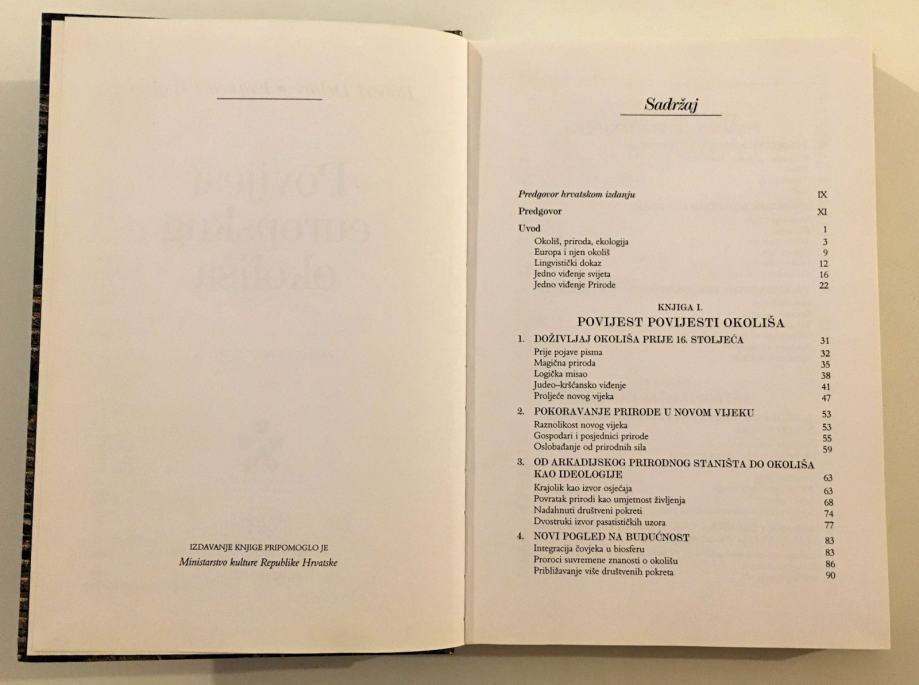 IZDAVANJE KNJIGE PRIPOMOGLO JE
Ministarstvo kulture Republike Hrvatske
Sadržaj
Predgovor hrvatskom izdanju IX
Predgovor XI
Uvod 1
Okoliš, priroda, ekologija 3
Europa i njen okoliš 9
Lingvistički dokaz 12
Jedno viđenje svijeta 16
Jedno viđenje Prirode 22
KNJIGA I.
POVIJEST POVIJESTI OKOLIŠA
1. DOŽIVLJAJ OKOLIŠA PRIJE 16. STOLJEĆA 31
Prije pojave pisma 32
Magična priroda 35
Logička misao 38
Judeo–kršćansko viđenje 41
Proljeće novog vijeka 47
2. POKORAVANJE PRIRODE U NOVOM VIJEKU 53
Raznolikost novog vijeka 53
Gospodari i posjednici prirode 55
Oslobađanje od prirodnih sila 59
3. OD ARKADIJSKOG PRIRODNOG STANIŠTA DO OKOLIŠA
KAO IDEOLOGIJE 63
Krajolik kao izvor osjećaja 63
Povratak prirodi kao umjetnost življenja 68
Nadahnuti društveni pokreti 74
Dvostruki izvor pasatističkih uzora 77
4. NOVI POGLED NA BUDUĆNOST 83
Integracija čovjeka u biosferu 83
Proroci suvremene znanosti o okolišu 86
Približavanje više društvenih pokreta 90